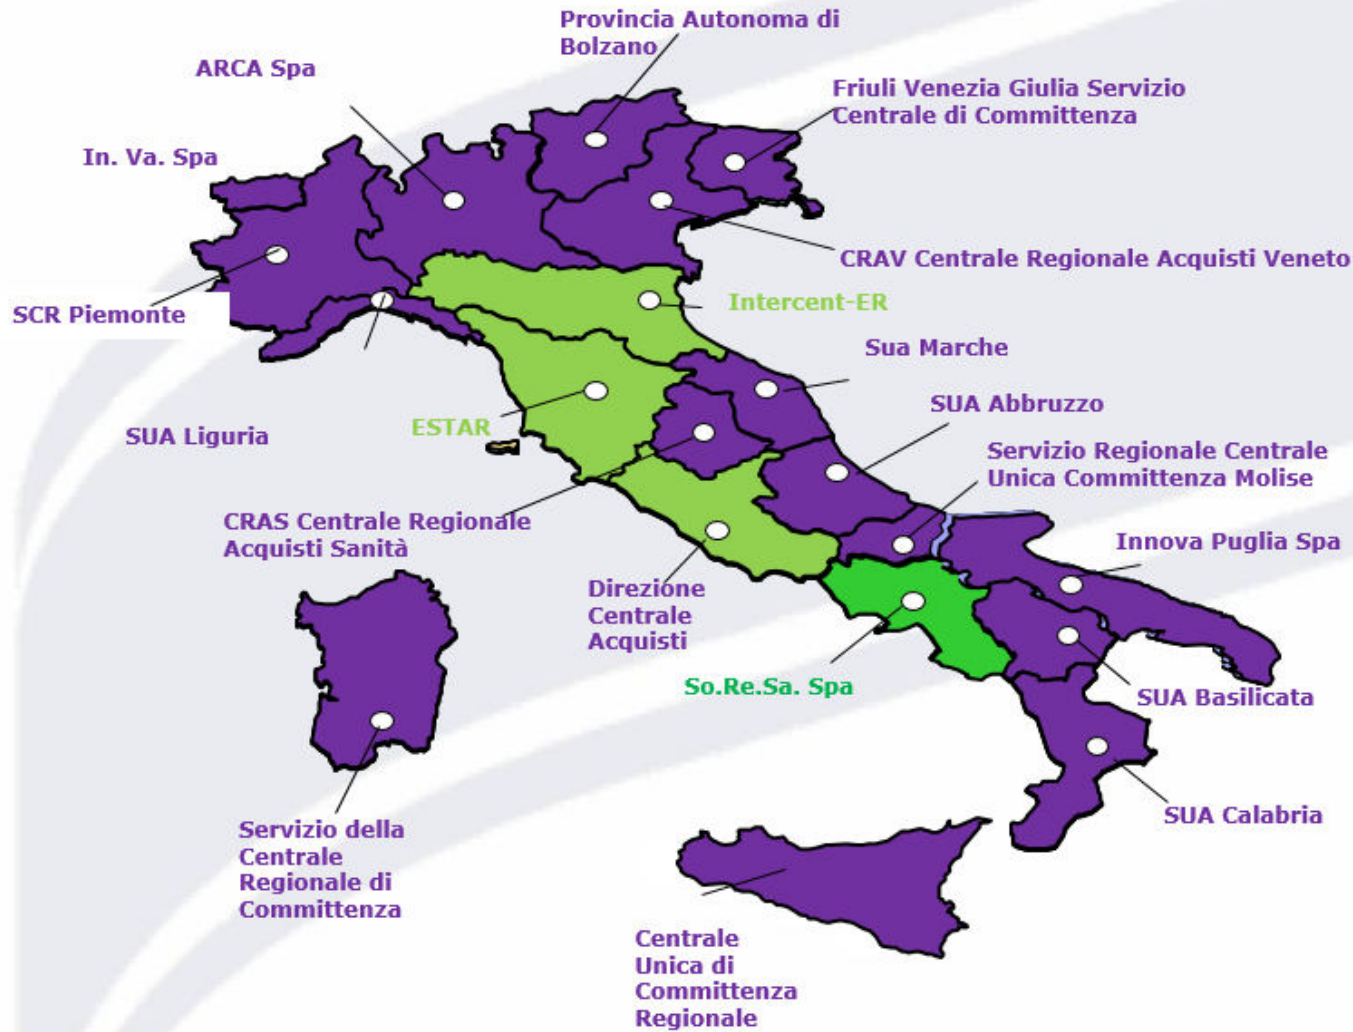 Provincia Autonoma di
Bolzano
ARCA Spa
Friuli Venezia Giulia Servizio
Centrale di Committenza
In. Va. Spa
CRAV Centrale Regionale Acquisti Veneto
SCR Piemonte
Intercent-ER
Sua Marche
SUA Liguria
ESTAR
SUA Abbruzzo
Servizio Regionale Centrale
Unica Committenza Molise
CRAS Centrale Regionale
Acquisti Sanità
Innova Puglia Spa
Direzione
Centrale
Acquisti
So.Re.Sa. Spa
SUA Basilicata
SUA Calabria
Servizio della
Centrale
Regionale di
Committenza
Centrale
Unica di
Committenza
Regionale